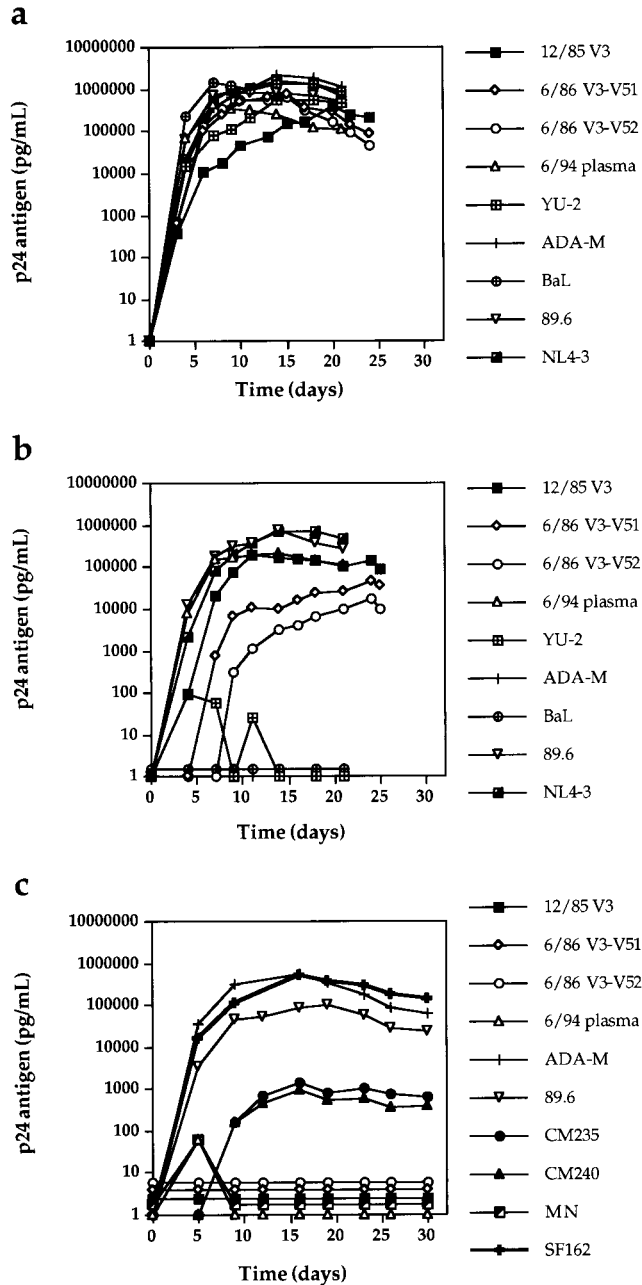 a
p24 antigen (pg/mL)
10000000
1000000
100000
10000
1000
100
10
1
0 5 10 15 20 25 30
Time (days)
12/85 V3
6/86 V3-V51
6/86 V3-V52
6/94 plasma
YU-2
ADA-M
BaL
89.6
NL4-3
b
p24 antigen (pg/mL)
10000000
1000000
100000
10000
1000
100
10
1
0 5 10 15 20 25 30
Time (days)
12/85 V3
6/86 V3-V51
6/86 V3-V52
6/94 plasma
YU-2
ADA-M
BaL
89.6
NL4-3
c
p24 antigen (pg/mL)
10000000
1000000
100000
10000
1000
100
10
1
0 5 10 15 20 25 30
Time (days)
12/85 V3
6/86 V3-V51
6/86 V3-V52
6/94 plasma
ADA-M
89.6
CM235
CM240
MN
SF162